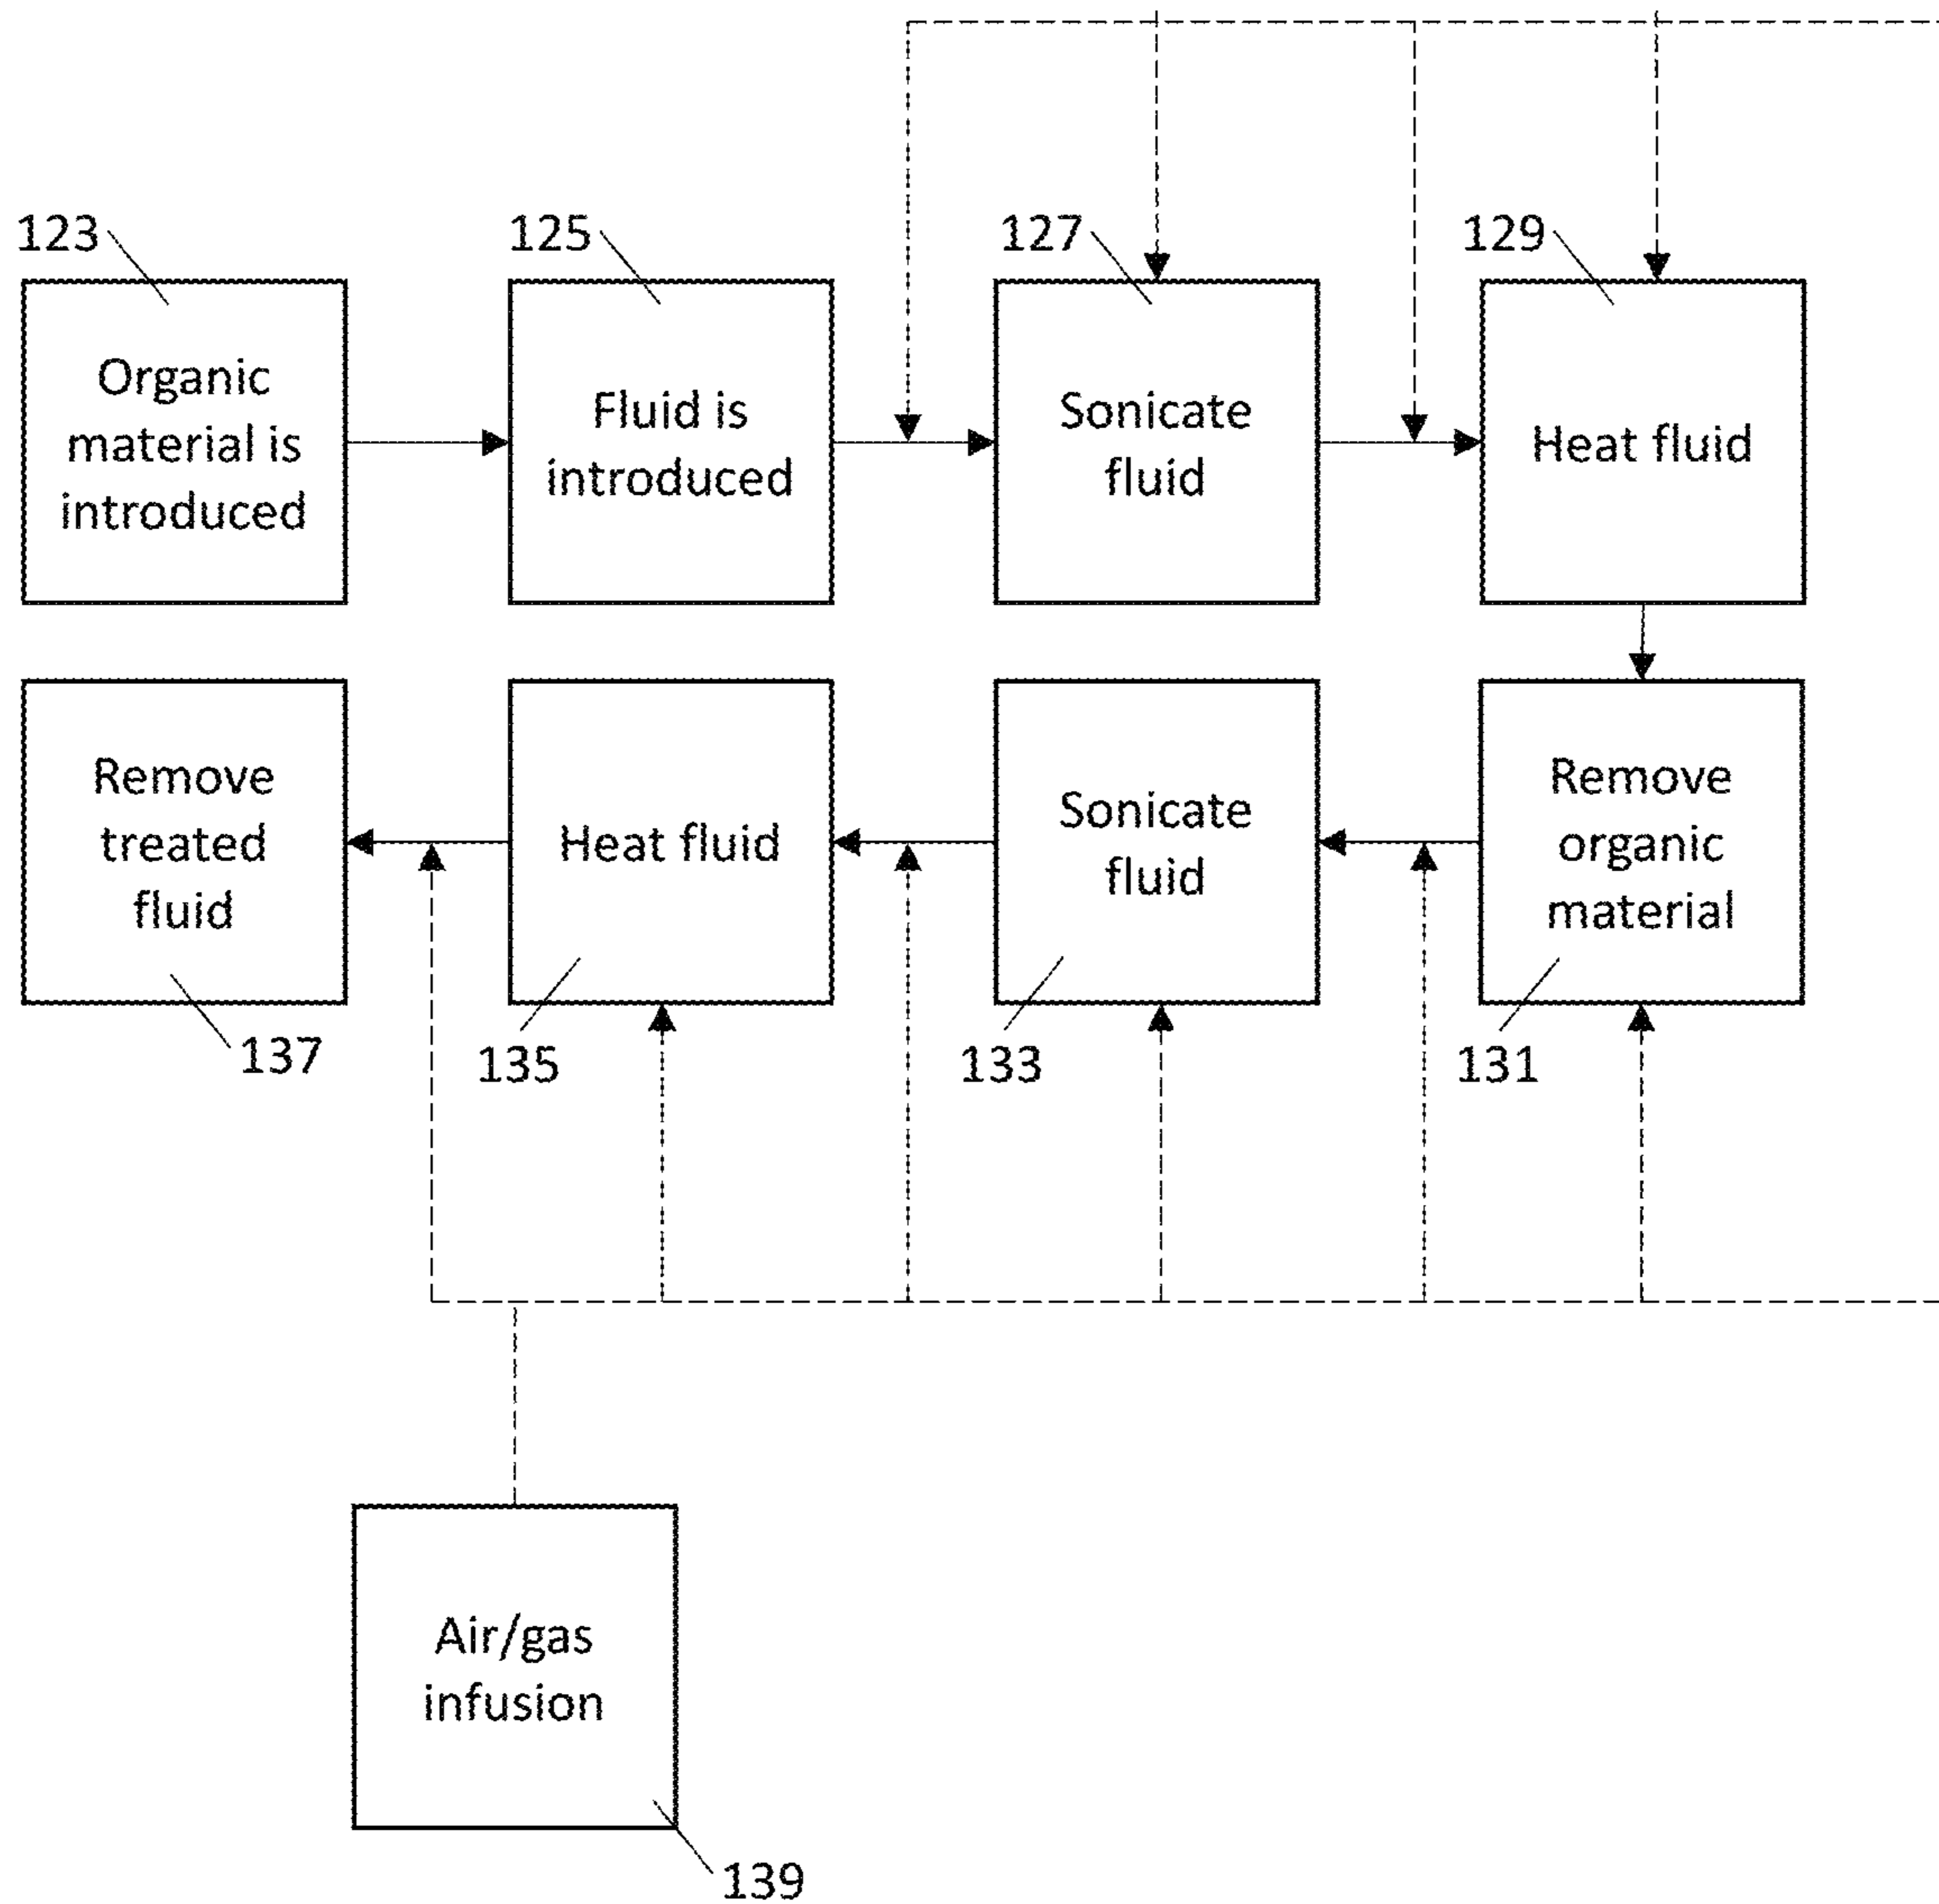 123
125
127
129
Organic
material is
introduced
Fluid is
introduced
Sonicate
fluid
Heat fluid
Remove
treated
fluid
Heat fluid
Sonicate
fluid
Remove
organic
material
137
135
133
131
Air/gas
infusion
139